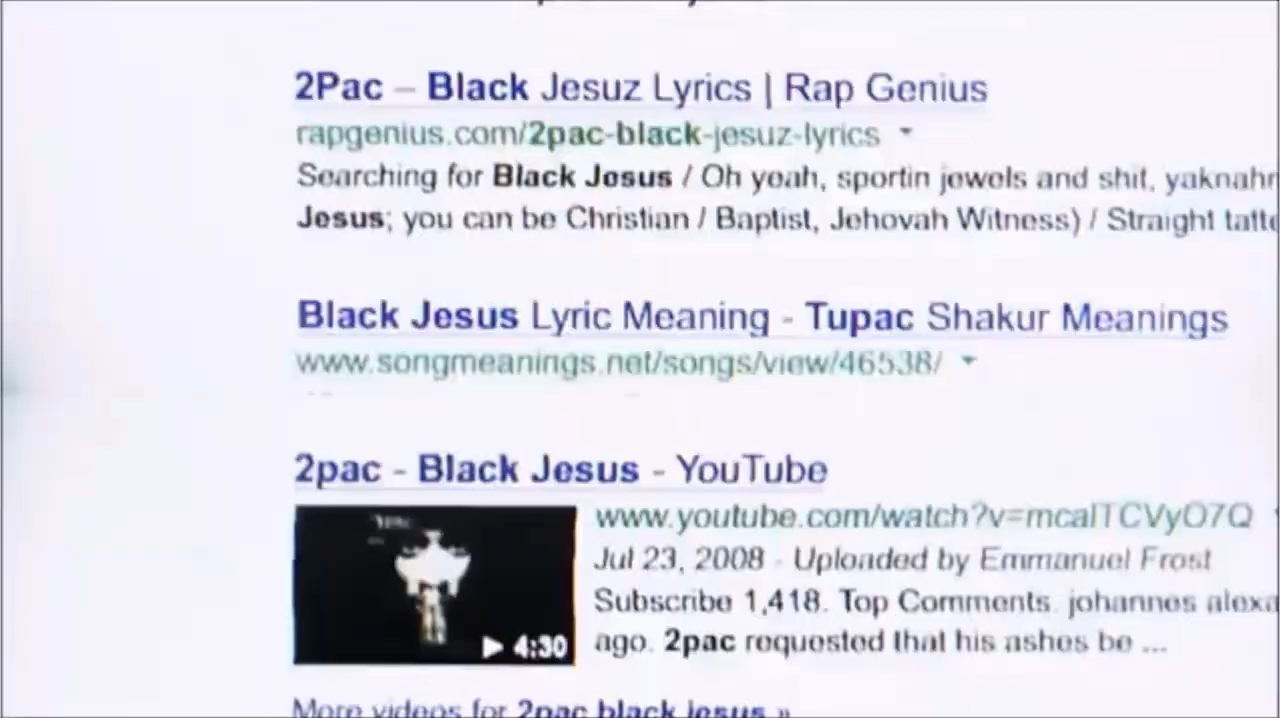 2Pac – Black Jesuz Lyrics | Rap Genius
rapgenius.com/2pac-black-jesuz-lyrics
Searching for Black Jesus / Oh yeah, sportin jewels and shit, yaknahr
Jesus; you can be Christian / Baptist, Jehovah Witness) / Straight tatt
Black Jesus Lyric Meaning - Tupac Shakur Meanings
www.songmeanings.net/songs/view/46538/
2pac - Black Jesus - YouTube
www.youtube.com/watch?v=mcalTCVyO7Q
Jul 23, 2008 - Uploaded by Emmanuel Frost
Subscribe 1,418. Top Comments. johannes alexa
4:30
ago. 2pac requested that his ashes be ...
More videos for 2pac black jesus »